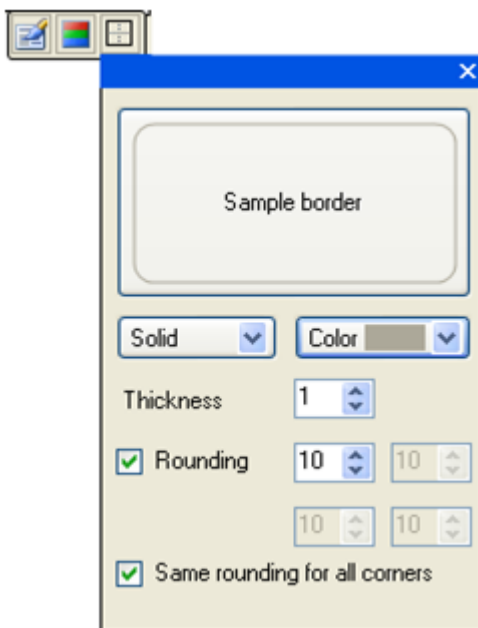 Sample border
Solid Color
Thickness 1
Rounding 10 10
10 10
Same rounding for all corners